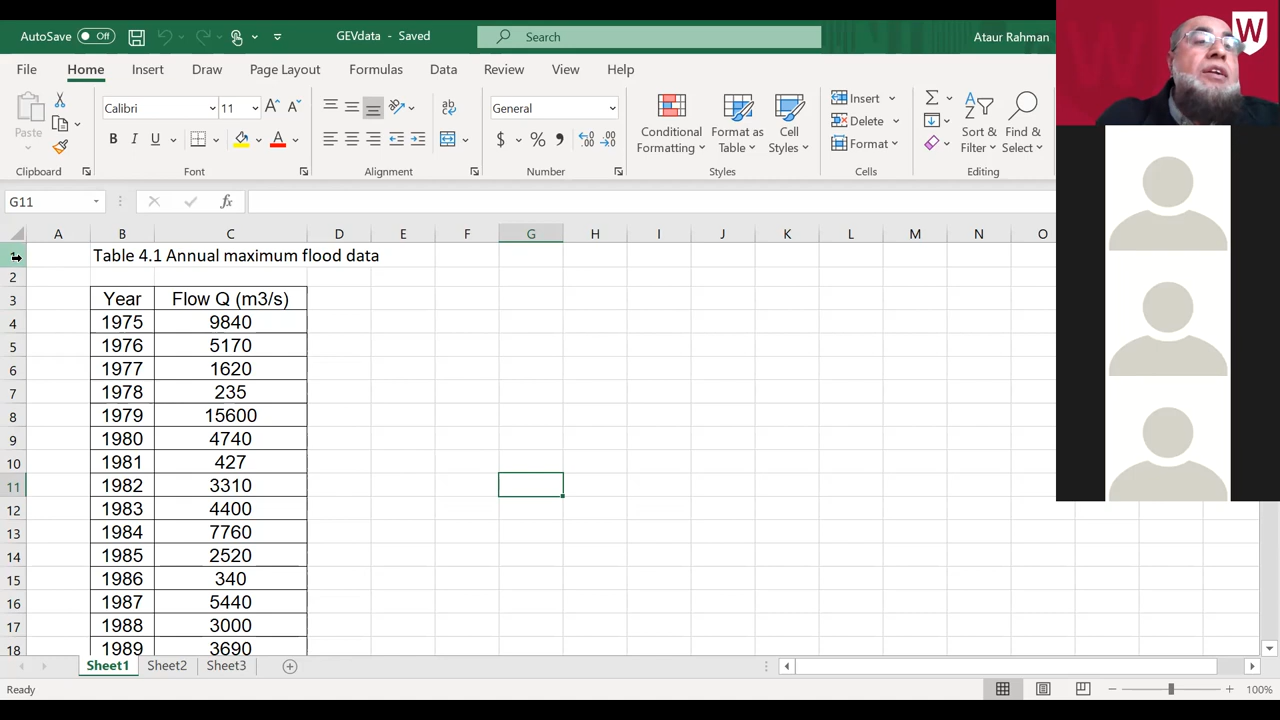 AutoSave Off GEVdata - Saved Search Ataur Rahman W
File Home Insert Draw Page Layout Formulas Data Review View Help
Paste Calibri 11 General Conditional Formatting Format as Table Cell Styles Insert Delete Format Sort & Filter Find & Select
Clipboard Font Alignment Number Styles Cells Editing
G11 fx
A B C D E F G H I J K L M N O
1 Table 4.1 Annual maximum flood data
2
3 Year Flow Q (m3/s)
4 1975 9840
5 1976 5170
6 1977 1620
7 1978 235
8 1979 15600
9 1980 4740
10 1981 427
11 1982 3310
12 1983 4400
13 1984 7760
14 1985 2520
15 1986 340
16 1987 5440
17 1988 3000
18 1989 3690
Sheet1 Sheet2 Sheet3
Ready 100%